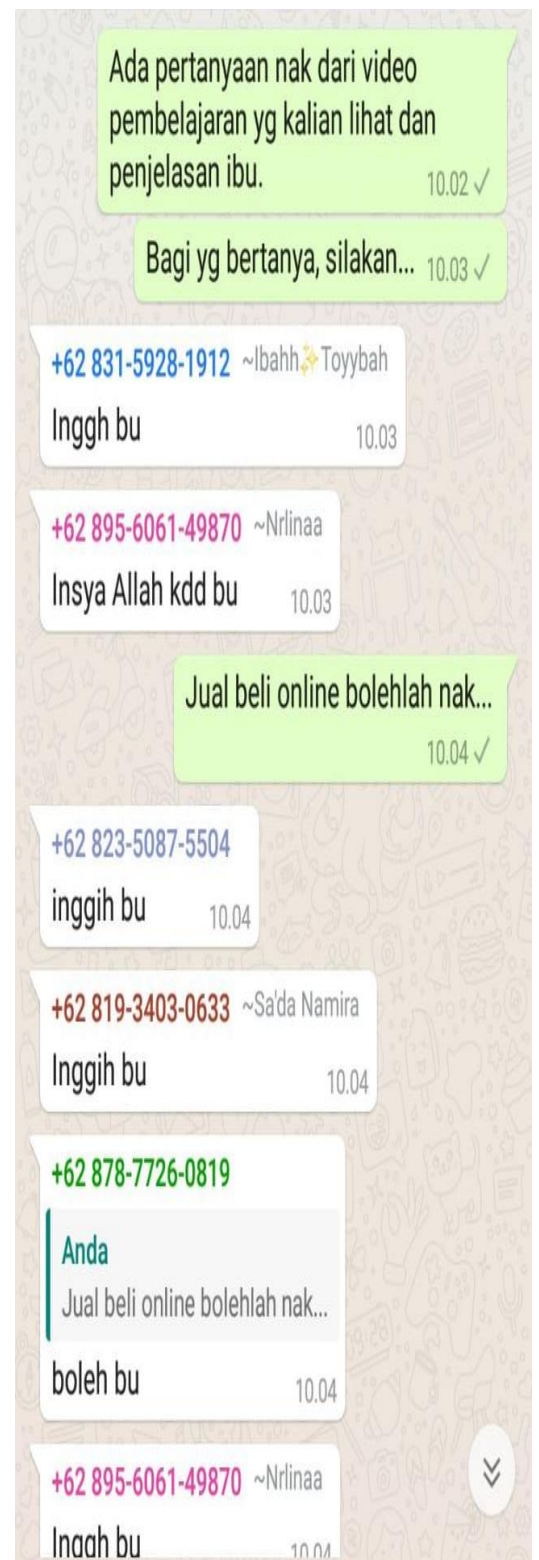 Ada pertanyaan nak dari video
pembelajaran yg kalian lihat dan
penjelasan ibu. 10.02
Bagi yg bertanya, silakan... 10.03
+62 831-5928-1912 ~Ibahh✨Toyybah
Inggh bu 10.03
+62 895-6061-49870 ~Nrlinaa
Insya Allah kdd bu 10.03
Jual beli online bolehlah nak...
10.04
+62 823-5087-5504
inggih bu 10.04
+62 819-3403-0633 ~Sa'da Namira
Inggih bu 10.04
+62 878-7726-0819
Anda
Jual beli online bolehlah nak...
boleh bu 10.04
+62 895-6061-49870 ~Nrlinaa
Inggh bu 10.04